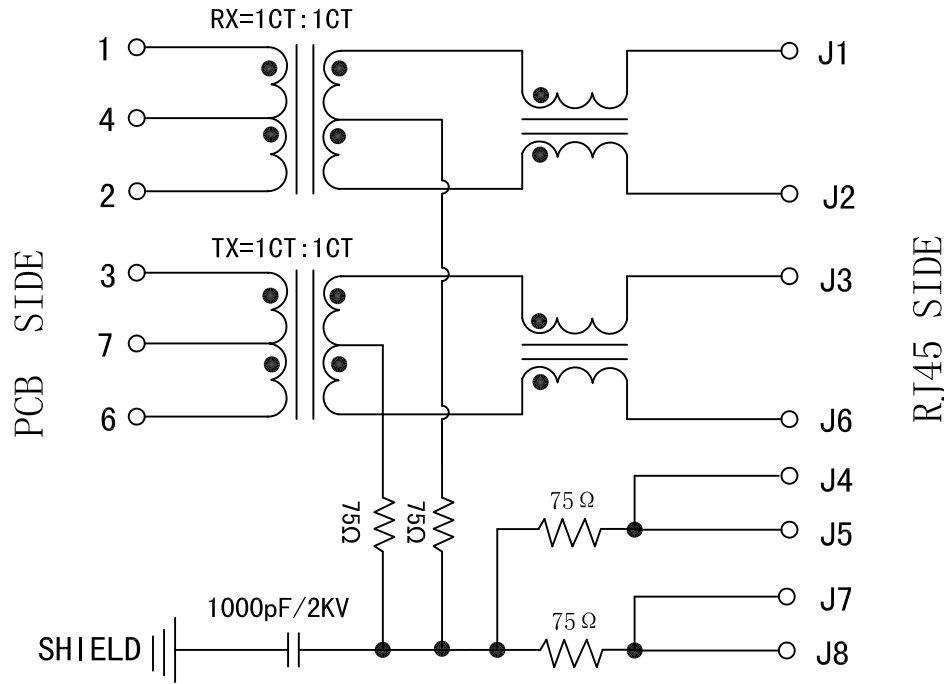 RX=1CT:1CT
1
J1
4
2
J2
TX=1CT:1CT
3
J3
7
6
J6
PCB SIDE
RJ45 SIDE
J4
75Ω
75Ω
75Ω
J5
1000pF/2KV
J7
75Ω
SHIELD
J8